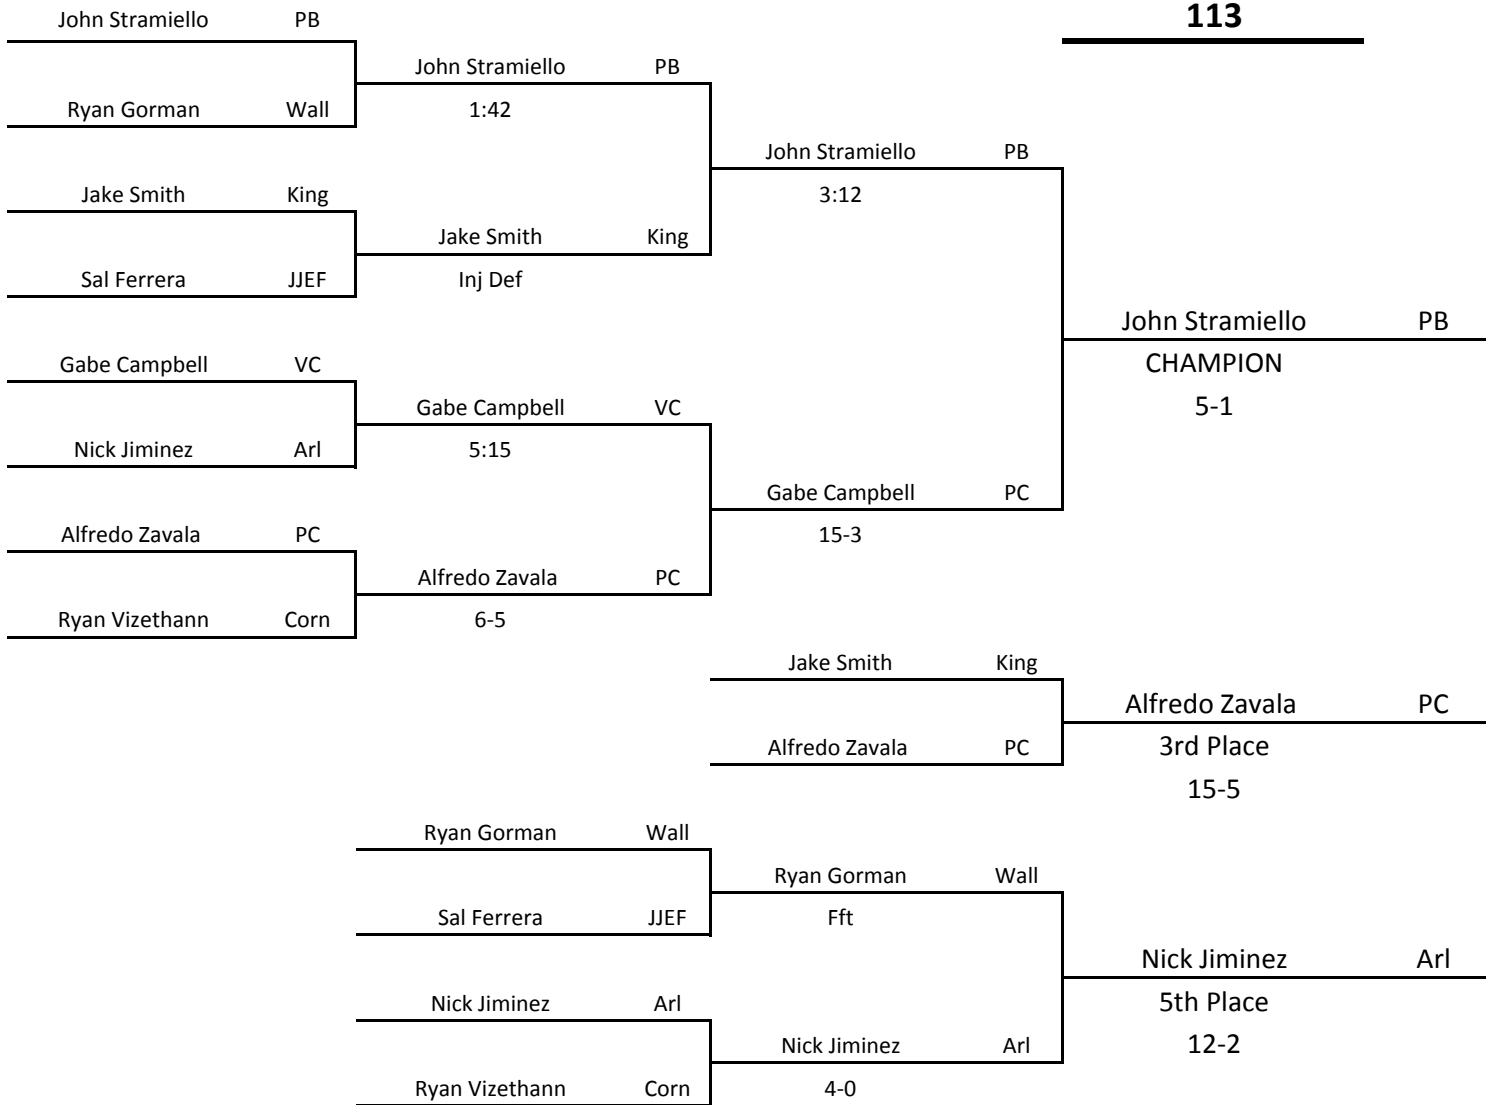 John Stramiello PB
113
John Stramiello PB
Ryan Gorman Wall
1:42
John Stramiello PB
Jake Smith King
3:12
Jake Smith King
Sal Ferrera JJEF
Inj Def
John Stramiello PB
Gabe Campbell VC
CHAMPION
Gabe Campbell VC
5-1
Nick Jiminez Arl
5:15
Gabe Campbell PC
Alfredo Zavala PC
15-3
Alfredo Zavala PC
Ryan Vizethann Corn
6-5
Jake Smith King
Alfredo Zavala PC
Alfredo Zavala PC
3rd Place
15-5
Ryan Gorman Wall
Ryan Gorman Wall
Sal Ferrera JJEF
Fft
Nick Jiminez Arl
Nick Jiminez Arl
5th Place
Nick Jiminez Arl
12-2
Ryan Vizethann Corn
4-0